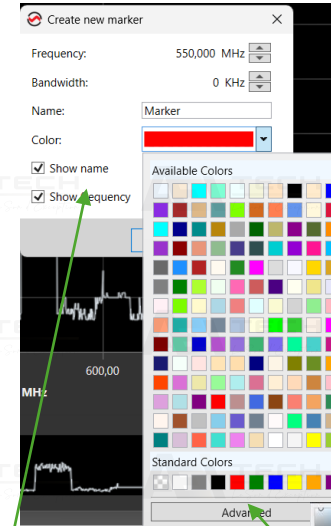 Create new marker
Frequency: 550,000 MHz
Bandwidth: 0 KHz
Name: Marker
Color:
Show name
Show frequency
Available Colors
600,00
MHz
Standard Colors
Advanced